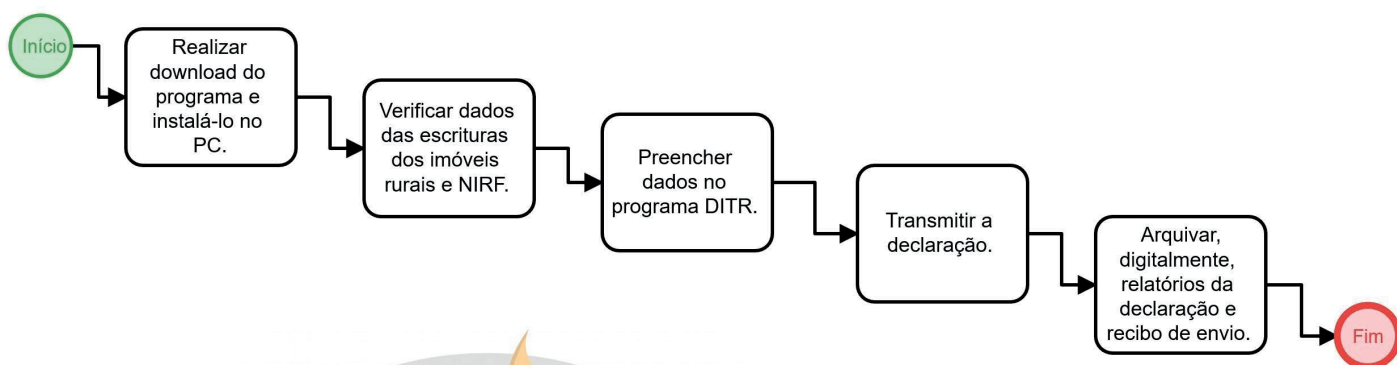 Início
Realizar
download do
programa e
instalá-lo no
PC.
Verificar dados
das escrituras
dos imóveis
rurais e NIRF.
Preencher
dados no
programa DITR.
Transmitir a
declaração.
Arquivar,
digitalmente,
relatórios da
declaração e
recibo de envio.
Fim